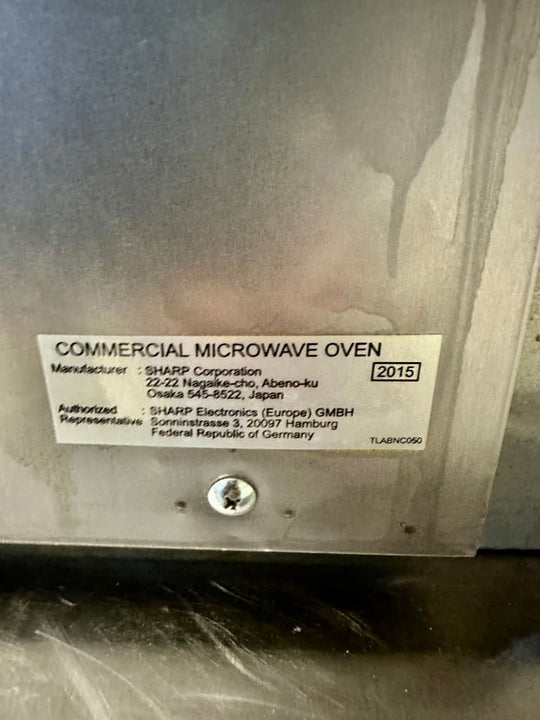 COMMERCIAL MICROWAVE OVEN
Manufacturer : SHARP Corporation 2015
22-22 Nagaike-cho, Abeno-ku
Osaka 545-8522, Japan
Authorized : SHARP Electronics (Europe) GMBH
Representative Sonninstrasse 3, 20097 Hamburg
Federal Republic of Germany
TLABNC050